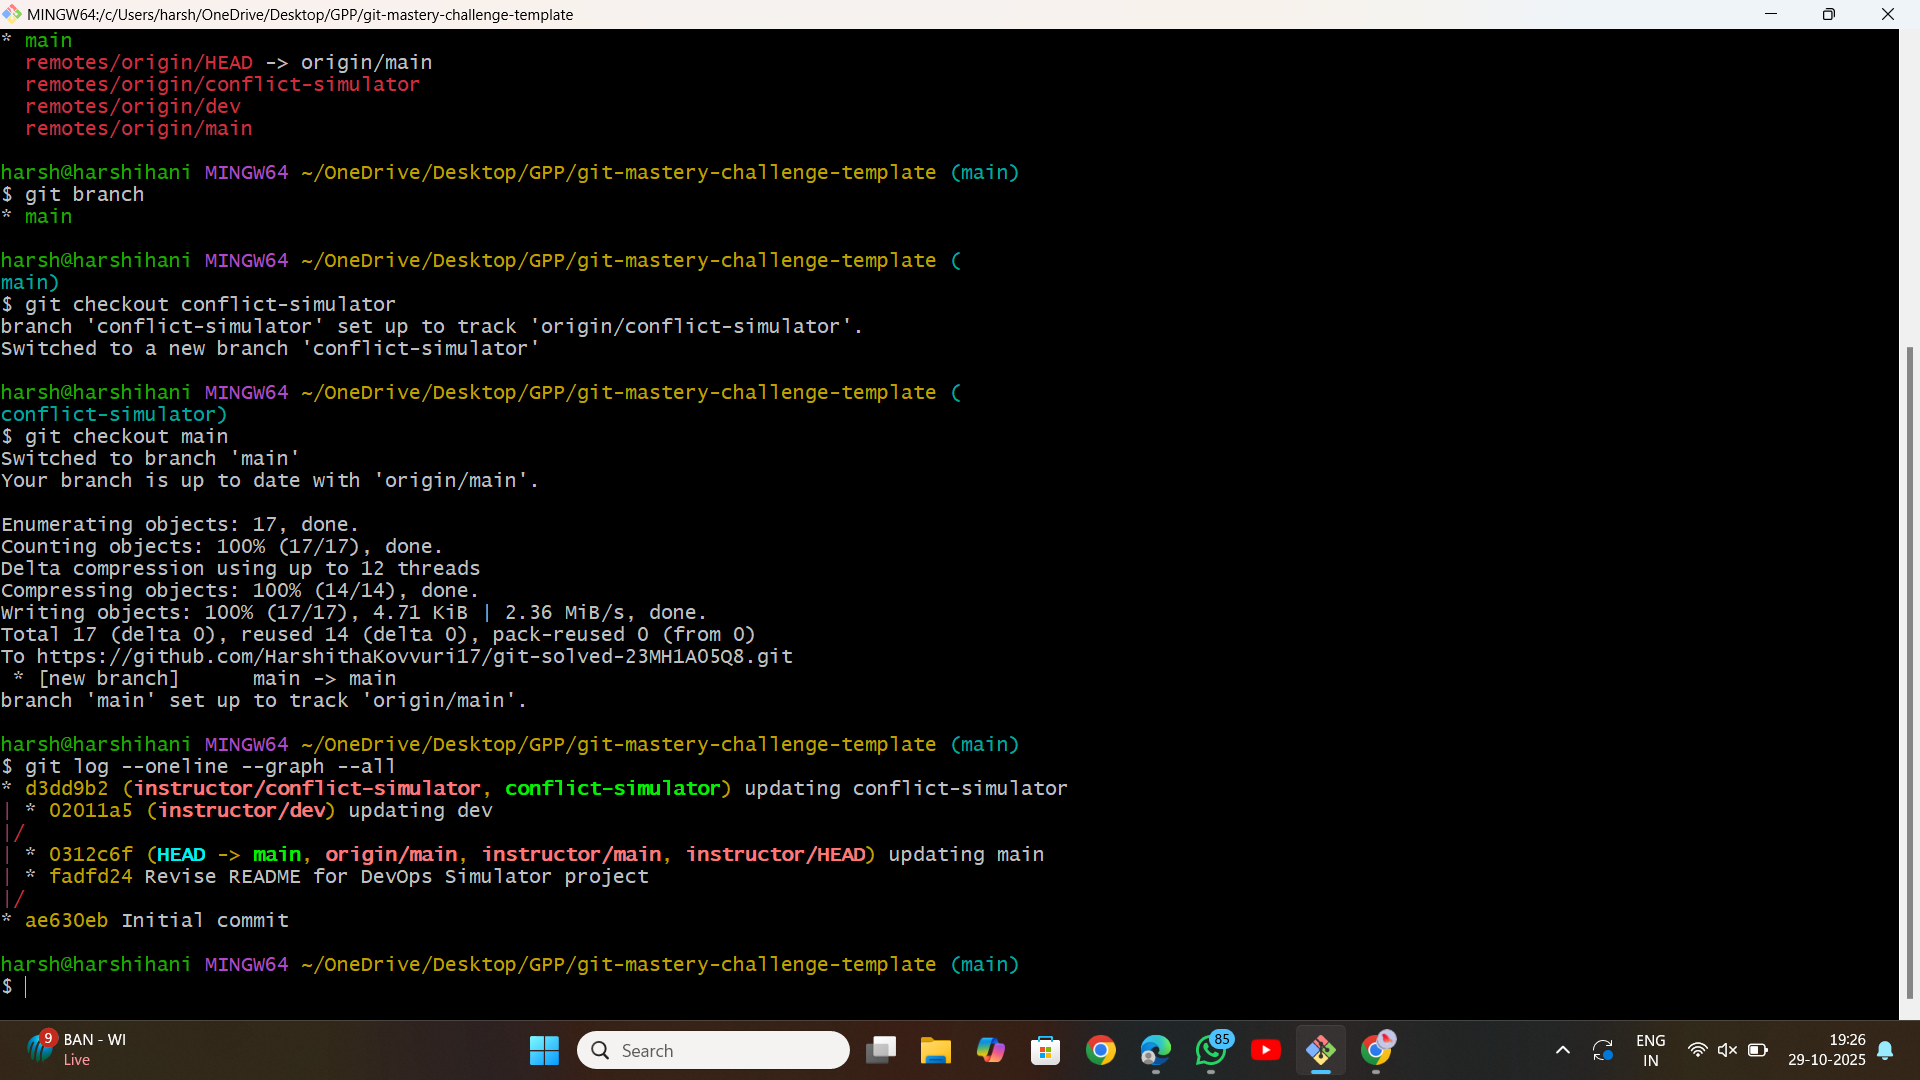 MINGW64:/c/Users/harsh/OneDrive/Desktop/GPP/git-mastery-challenge-template
* main
  remotes/origin/HEAD -> origin/main
  remotes/origin/conflict-simulator
  remotes/origin/dev
  remotes/origin/main
harsh@harshihani MINGW64 ~/OneDrive/Desktop/GPP/git-mastery-challenge-template (main)
$ git branch
* main
harsh@harshihani MINGW64 ~/OneDrive/Desktop/GPP/git-mastery-challenge-template (
main)
$ git checkout conflict-simulator
branch 'conflict-simulator' set up to track 'origin/conflict-simulator'.
Switched to a new branch 'conflict-simulator'
harsh@harshihani MINGW64 ~/OneDrive/Desktop/GPP/git-mastery-challenge-template (
conflict-simulator)
$ git checkout main
Switched to branch 'main'
Your branch is up to date with 'origin/main'.
Enumerating objects: 17, done.
Counting objects: 100% (17/17), done.
Delta compression using up to 12 threads
Compressing objects: 100% (14/14), done.
Writing objects: 100% (17/17), 4.71 KiB | 2.36 MiB/s, done.
Total 17 (delta 0), reused 14 (delta 0), pack-reused 0 (from 0)
To https://github.com/HarshithaKovvuri17/git-solved-23MH1A05Q8.git
 * [new branch]      main -> main
branch 'main' set up to track 'origin/main'.
harsh@harshihani MINGW64 ~/OneDrive/Desktop/GPP/git-mastery-challenge-template (main)
$ git log --oneline --graph --all
* d3dd9b2 (instructor/conflict-simulator, conflict-simulator) updating conflict-simulator
| * 02011a5 (instructor/dev) updating dev
|/
| * 0312c6f (HEAD -> main, origin/main, instructor/main, instructor/HEAD) updating main
| * fadfd24 Revise README for DevOps Simulator project
|/
* ae630eb Initial commit
harsh@harshihani MINGW64 ~/OneDrive/Desktop/GPP/git-mastery-challenge-template (main)
$
9 BAN - WI
Live
Search
85
ENG
IN
19:26
29-10-2025